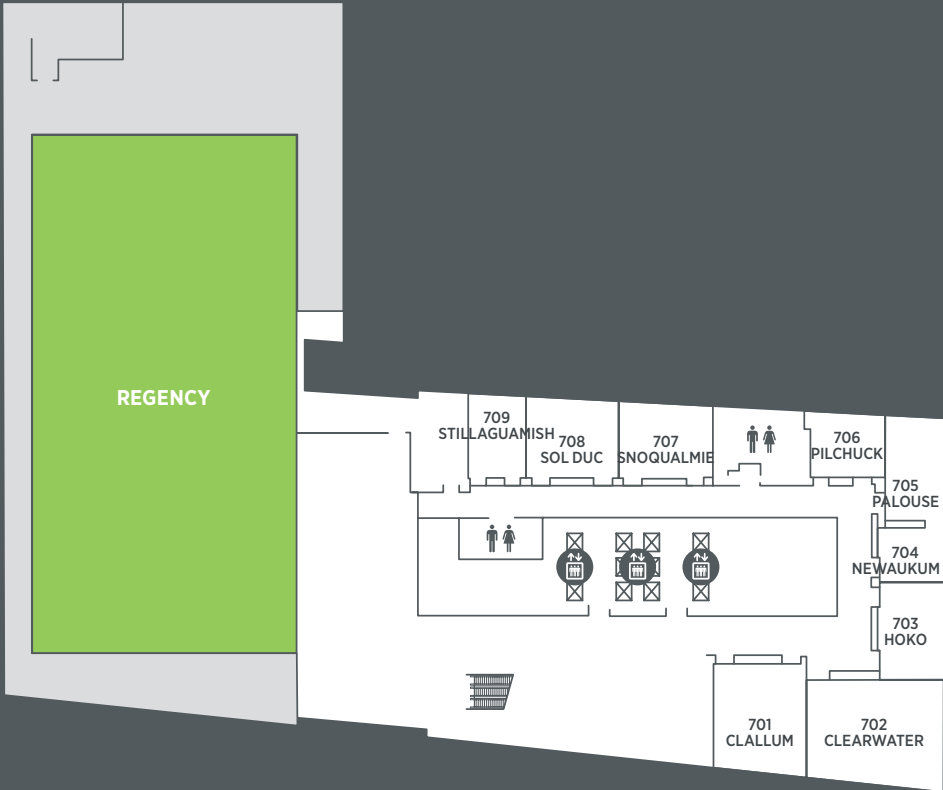 REGENCY
709
STILLAGUAMISH
708
SOL DUC
707
SNOQUALMIE
706
PILCHUCK
705
PALOUSE
704
NEWAUKUM
703
HOKO
701
CLALLUM
702
CLEARWATER